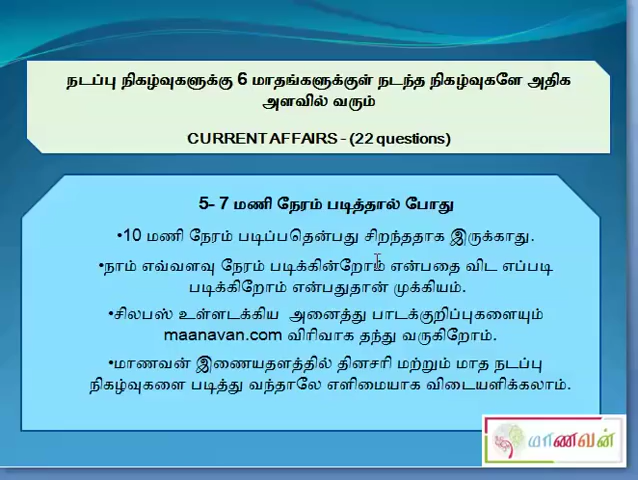 நடப்பு நிகழ்வுகளுக்கு 6 மாதங்களுக்குள் நடந்த நிகழ்வுகளே அதிக
அளவில் வரும்
CURRENT AFFAIRS - (22 questions)
5- 7 மணி நேரம் படித்தால் போது
•10 மணி நேரம் படிப்பதென்பது சிறந்ததாக இருக்காது.
•நாம் எவ்வளவு நேரம் படிக்கின்றோம் என்பதை விட எப்படி
படிக்கிறோம் என்பதுதான் முக்கியம்.
•சிலபஸ் உள்ளடக்கிய அனைத்து பாடக்குறிப்புகளையும்
maanavan.com விரிவாக தந்து வருகிறோம்.
•மாணவன் இணையதளத்தில் தினசரி மற்றும் மாத நடப்பு
நிகழ்வுகளை படித்து வந்தாலே எளிமையாக விடையளிக்கலாம்.
மாணவன்